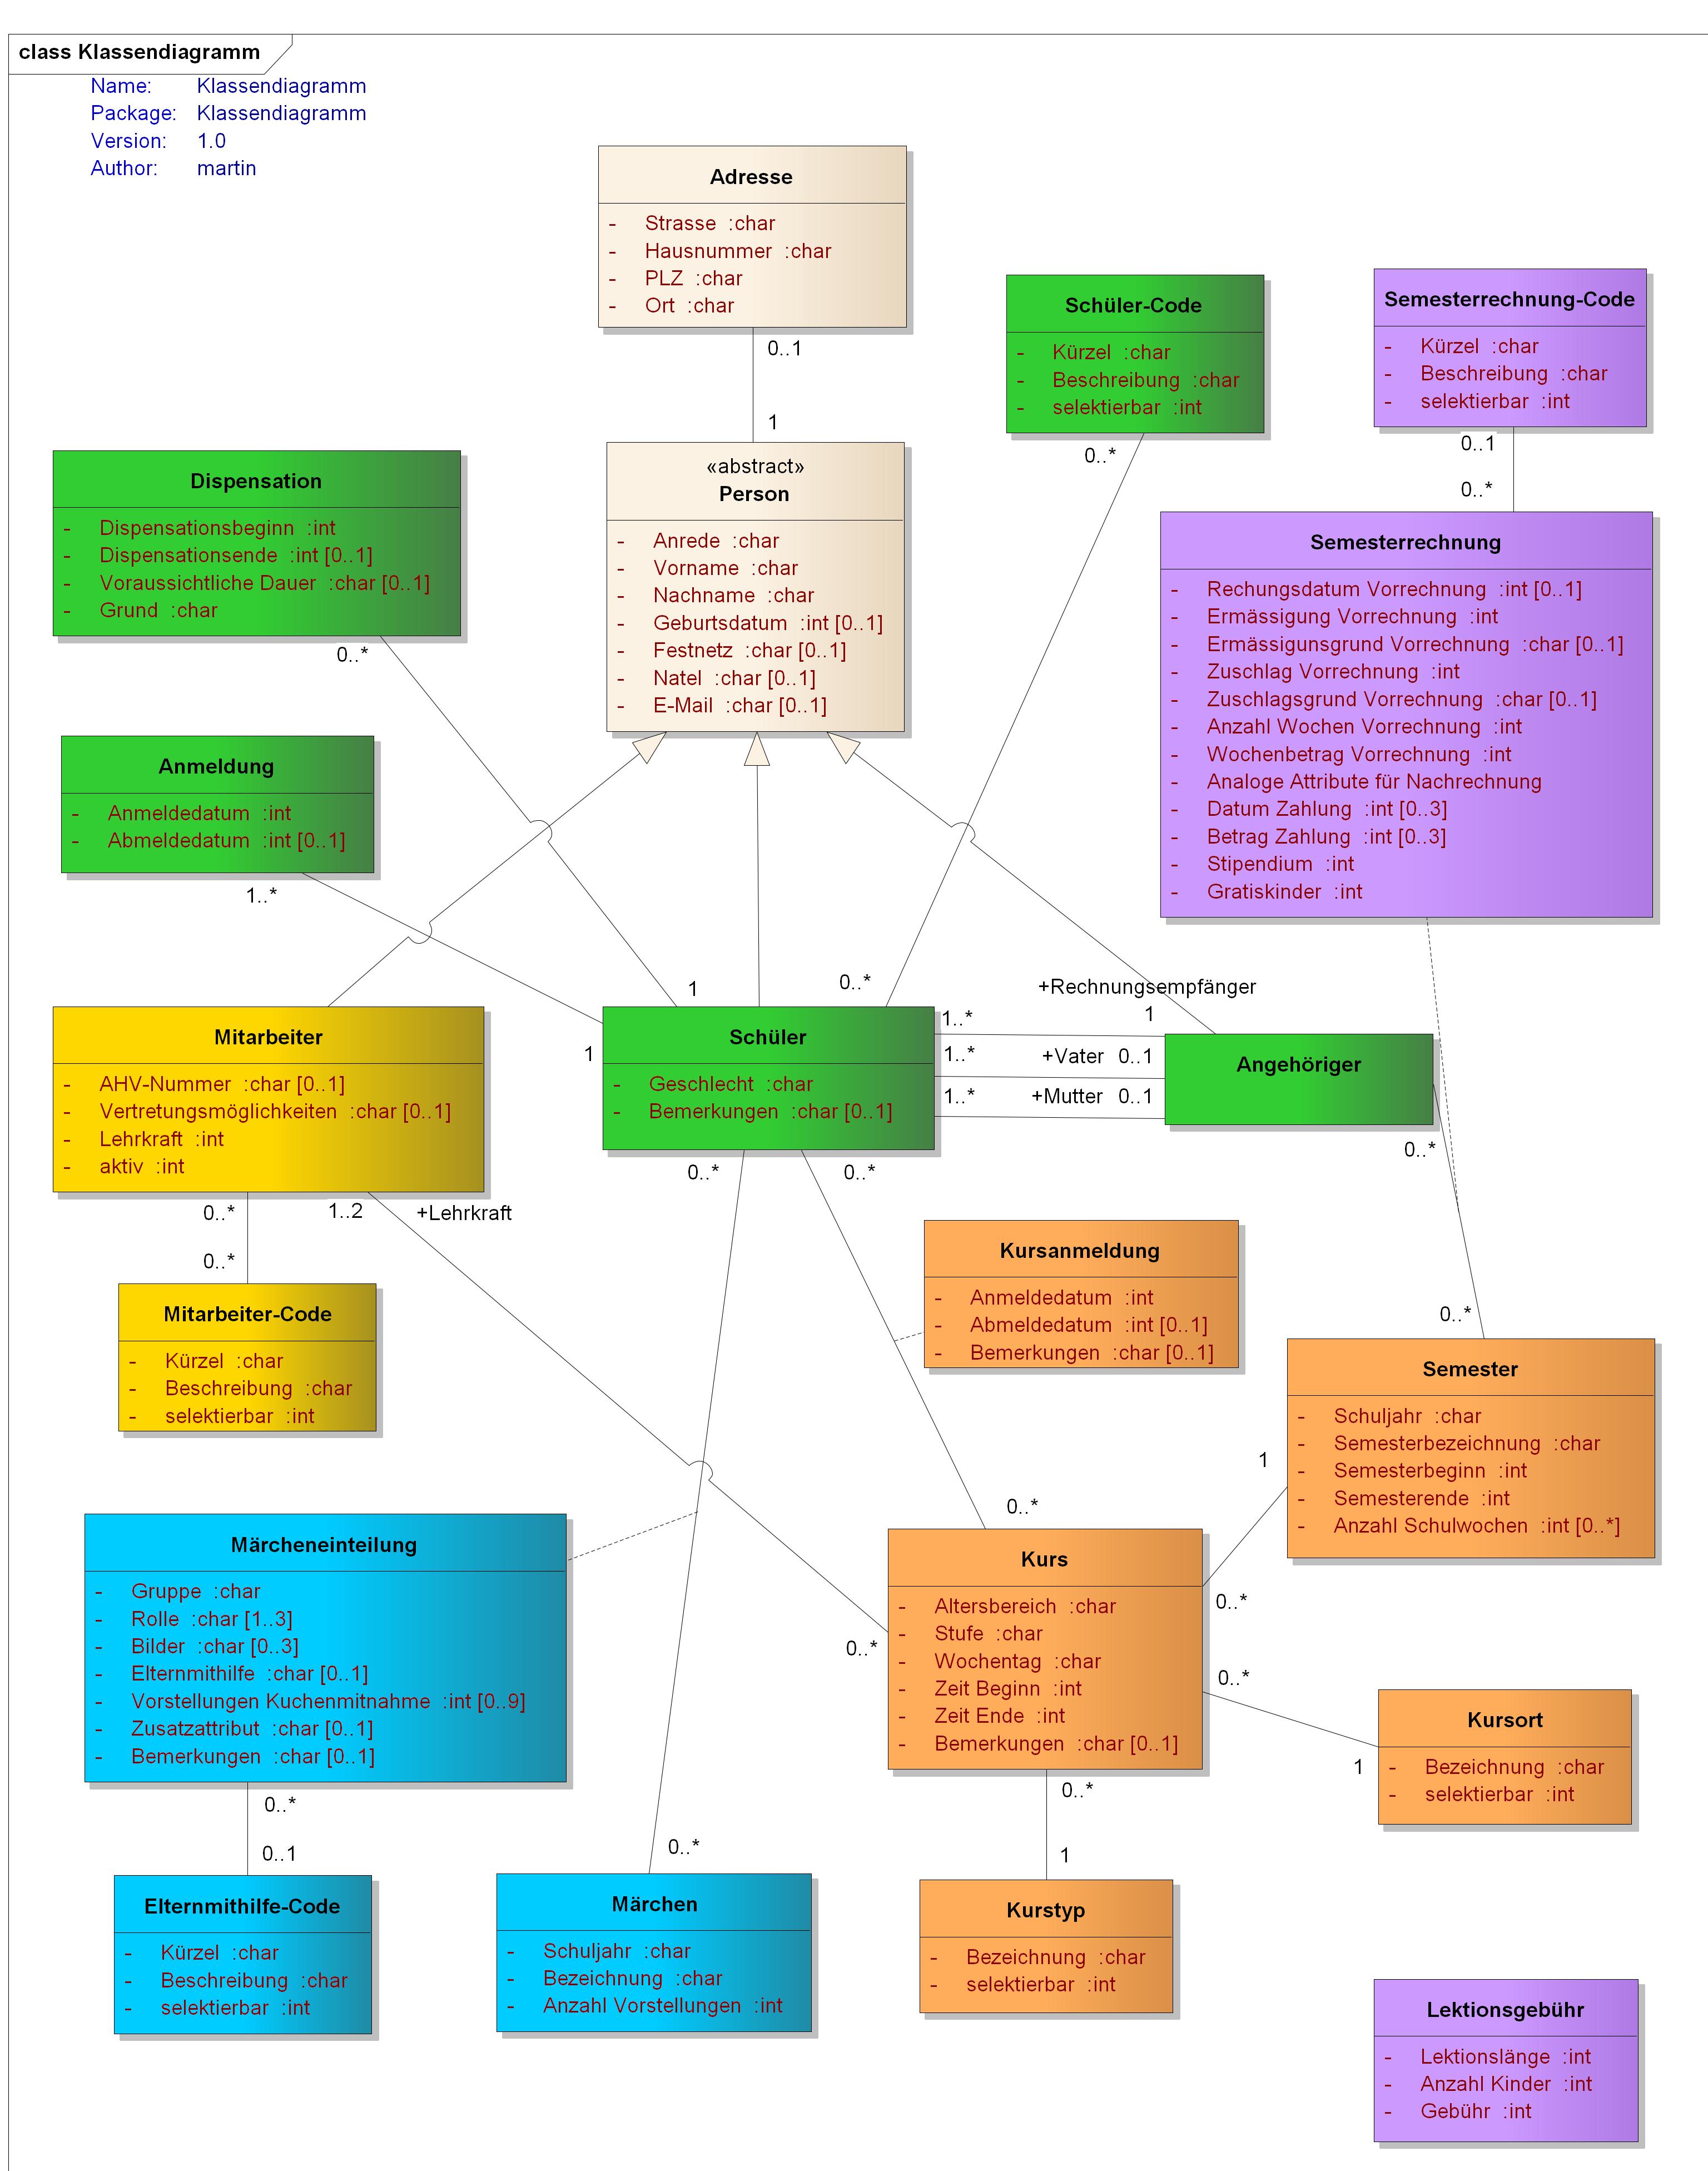 class Klassendiagramm
Name: Klassendiagramm
Package: Klassendiagramm
Version: 1.0
Author: martin
Adresse
- Strasse :char
- Hausnummer :char
- PLZ :char
- Ort :char
0..1
1
Schüler-Code
- Kürzel :char
- Beschreibung :char
- selektierbar :int
0..*
Semesterrechnung-Code
- Kürzel :char
- Beschreibung :char
- selektierbar :int
0..1
0..*
Dispensation
- Dispensationsbeginn :int
- Dispensationsende :int [0..1]
- Voraussichtliche Dauer :char [0..1]
- Grund :char
0..*
«abstract»
Person
- Anrede :char
- Vorname :char
- Nachname :char
- Geburtsdatum :int [0..1]
- Festnetz :char [0..1]
- Natel :char [0..1]
- E-Mail :char [0..1]
Semesterrechnung
- Rechungsdatum Vorrechnung :int [0..1]
- Ermässigung Vorrechnung :int
- Ermässigunsgrund Vorrechnung :char [0..1]
- Zuschlag Vorrechnung :int
- Zuschlagsgrund Vorrechnung :char [0..1]
- Anzahl Wochen Vorrechnung :int
- Wochenbetrag Vorrechnung :int
- Analoge Attribute für Nachrechnung
- Datum Zahlung :int [0..3]
- Betrag Zahlung :int [0..3]
- Stipendium :int
- Gratiskinder :int
Anmeldung
- Anmeldedatum :int
- Abmeldedatum :int [0..1]
1..*
Mitarbeiter
- AHV-Nummer :char [0..1]
- Vertretungsmöglichkeiten :char [0..1]
- Lehrkraft :int
- aktiv :int
0..*
1..2
+Lehrkraft
0..*
1
0..*
1
Schüler
- Geschlecht :char
- Bemerkungen :char [0..1]
0..*
0..*
+Rechnungsempfänger
1..*
1
1..*
+Vater 0..1
1..*
+Mutter 0..1
Angehöriger
0..*
0..*
Mitarbeiter-Code
- Kürzel :char
- Beschreibung :char
- selektierbar :int
Kursanmeldung
- Anmeldedatum :int
- Abmeldedatum :int [0..1]
- Bemerkungen :char [0..1]
Semester
- Schuljahr :char
- Semesterbezeichnung :char
- Semesterbeginn :int
- Semesterende :int
- Anzahl Schulwochen :int [0..*]
1
0..*
Märcheneinteilung
- Gruppe :char
- Rolle :char [1..3]
- Bilder :char [0..3]
- Elternmithilfe :char [0..1]
- Vorstellungen Kuchenmitnahme :int [0..9]
- Zusatzattribut :char [0..1]
- Bemerkungen :char [0..1]
0..*
0..1
0..*
Kurs
- Altersbereich :char
- Stufe :char
- Wochentag :char
- Zeit Beginn :int
- Zeit Ende :int
- Bemerkungen :char [0..1]
0..*
0..*
0..*
1
Kursort
- Bezeichnung :char
- selektierbar :int
1
Elternmithilfe-Code
- Kürzel :char
- Beschreibung :char
- selektierbar :int
0..*
Märchen
- Schuljahr :char
- Bezeichnung :char
- Anzahl Vorstellungen :int
Kurstyp
- Bezeichnung :char
- selektierbar :int
Lektionsgebühr
- Lektionslänge :int
- Anzahl Kinder :int
- Gebühr :int